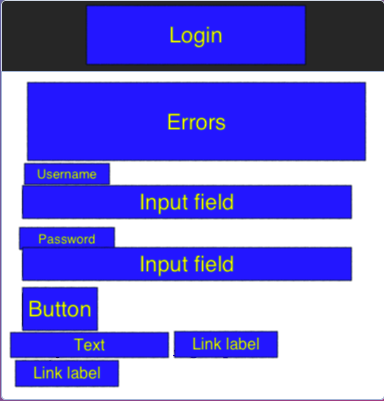 Login
Errors
Username
Input field
Password
Input field
Button
Text Link label
Link label